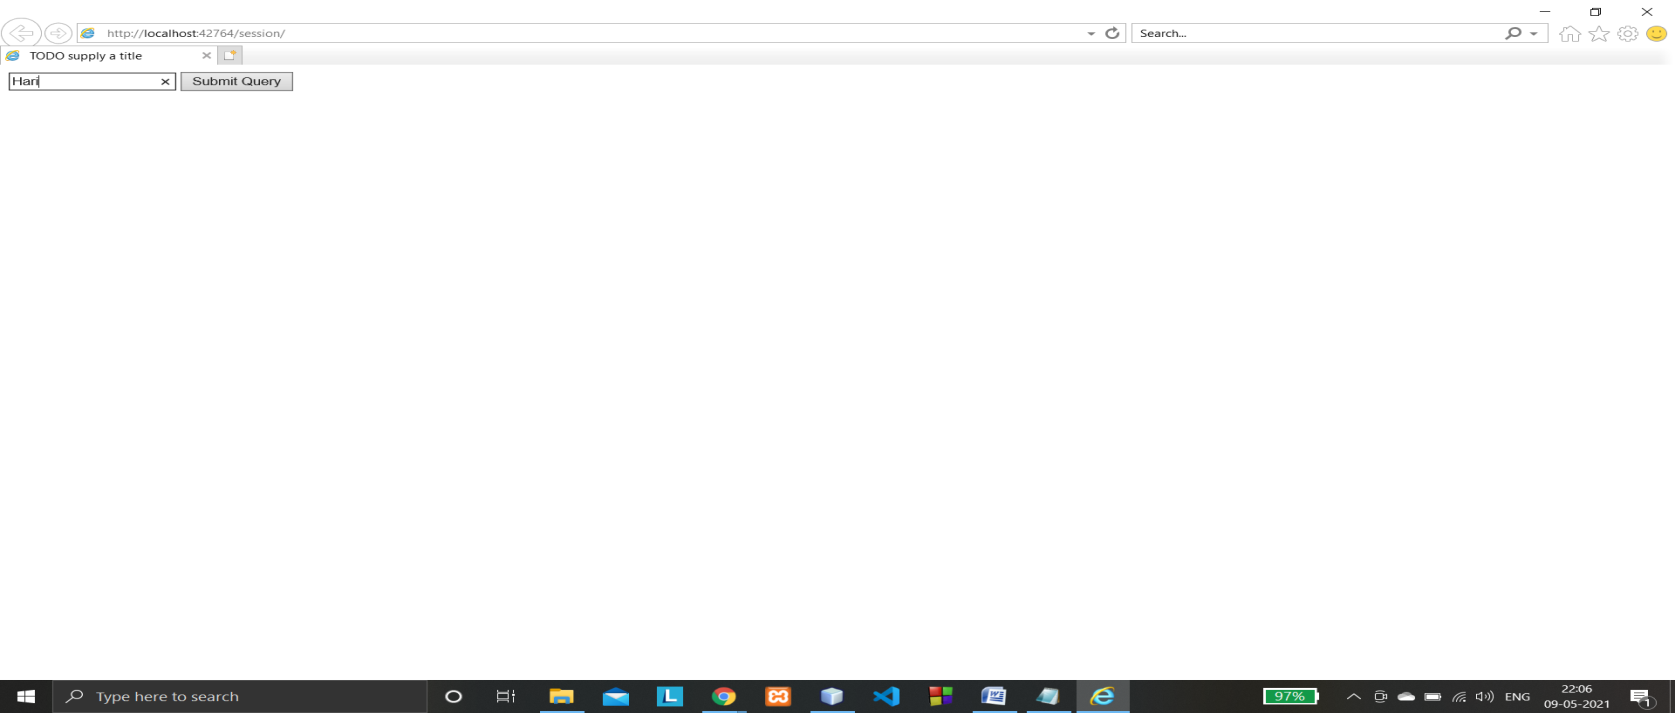 http://localhost:42764/session/
Search...
TODO supply a title
Hari
Submit Query
Type here to search
L
W
97%
ENG
22:06
09-05-2021
1